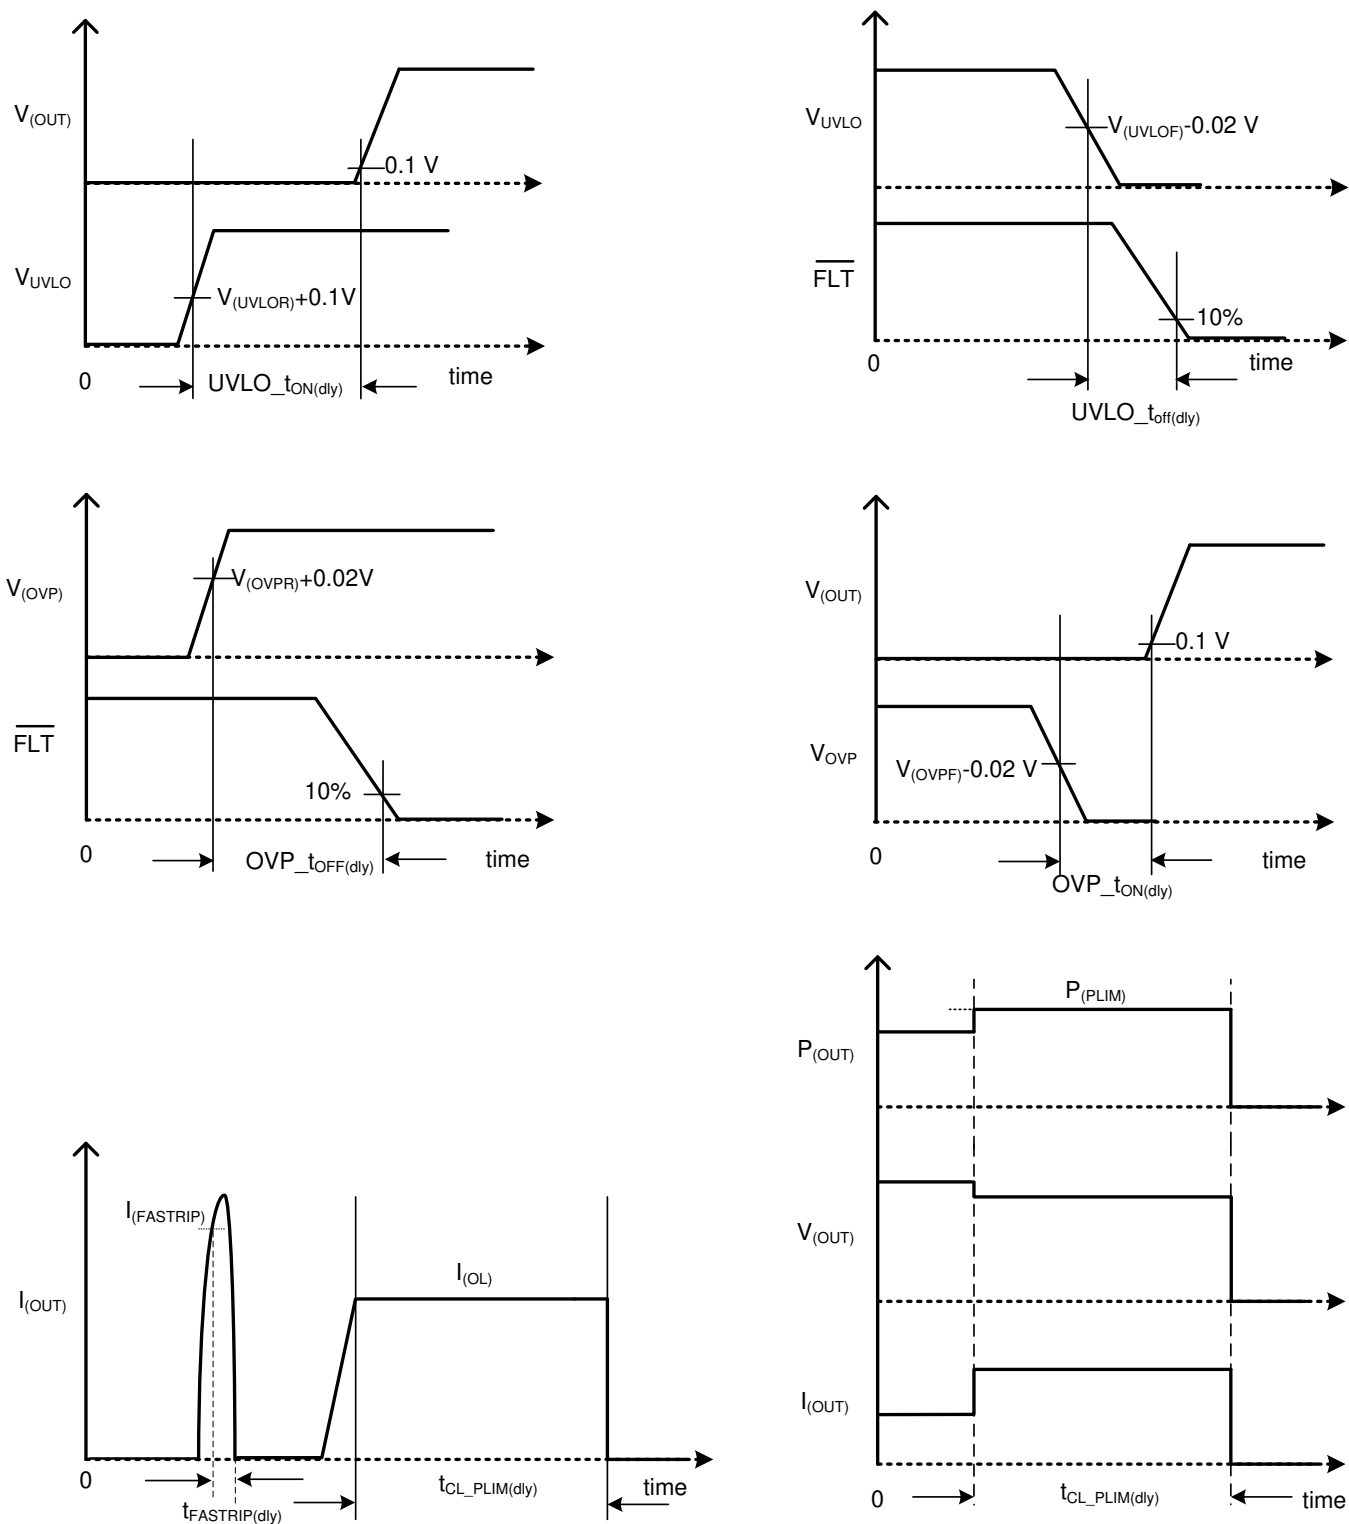 V(OUT)
0.1 V
VUVLO
V(UVLOR)+0.1V
0
UVLO_tON(dly)
time
VUVLO
V(UVLOF)-0.02 V
FLT
10%
0
time
UVLO_toff(dly)
V(OVP)
V(OVPR)+0.02V
FLT
10%
0
OVP_tOFF(dly)
time
V(OUT)
0.1 V
VOVP
V(OVPF)-0.02 V
0
time
OVP_tON(dly)
I(FASTRIP)
I(OL)
I(OUT)
0
tCL_PLIM(dly)
time
tFASTRIP(dly)
P(PLIM)
P(OUT)
V(OUT)
I(OUT)
0
tCL_PLIM(dly)
time